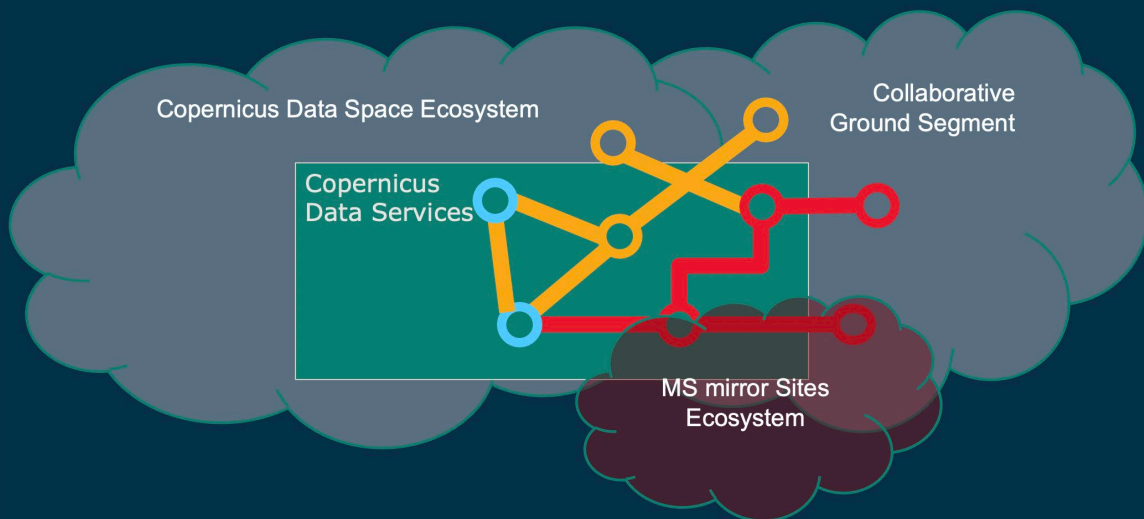 Copernicus Data Space Ecosystem
Collaborative
Ground Segment
Copernicus
Data Services
MS mirror Sites
Ecosystem